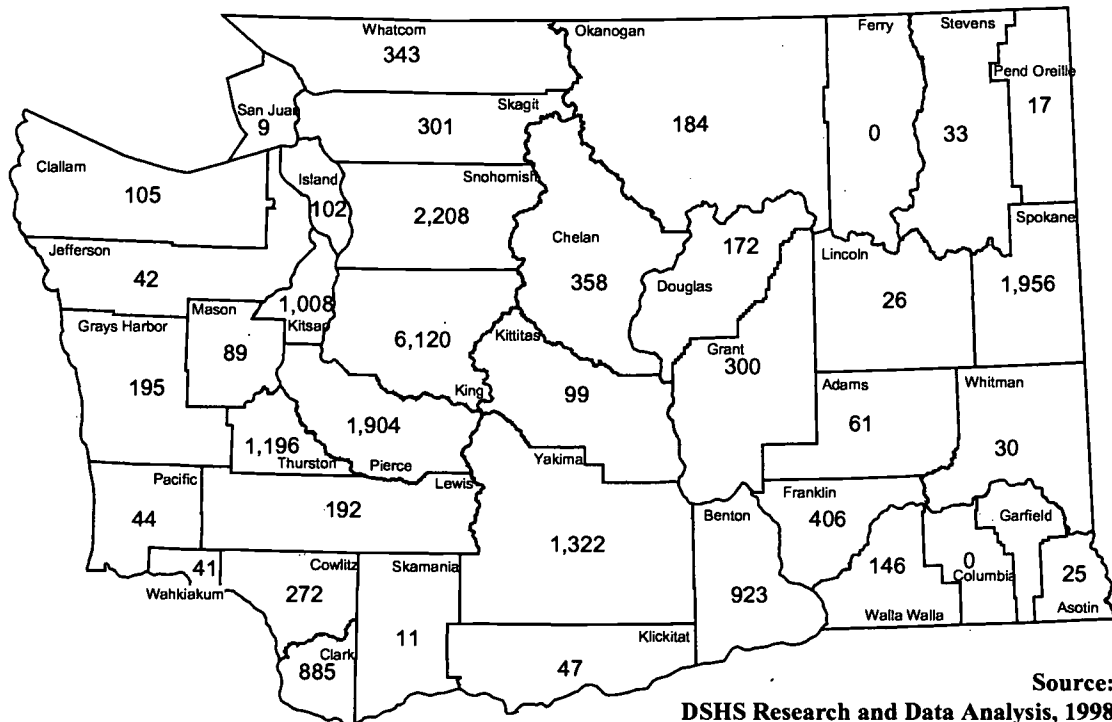 Whatcom
343
Okanogan
184
Ferry
0
Stevens
33
Pend Oreille
17
San Juan
9
Skagit
301
Clallam
105
Island
102
Snohomish
2,208
Chelan
358
172
Douglas
Lincoln
26
Spokane
1,956
Jefferson
42
1,008
Kitsap
Mason
89
Grays Harbor
195
6,120
King
Kittitas
99
Grant
300
Adams
61
Whitman
30
1,196
Thurston
1,904
Pierce
Lewis
192
Yakima
1,322
Pacific
44
Benton
923
Franklin
406
Garfield
146
Walla Walla
0
Columbia
25
Asotin
41
Wahkiakum
Cowlitz
272
Skamania
11
Clark
885
Klickitat
47
Source:
DSHS Research and Data Analysis, 1998